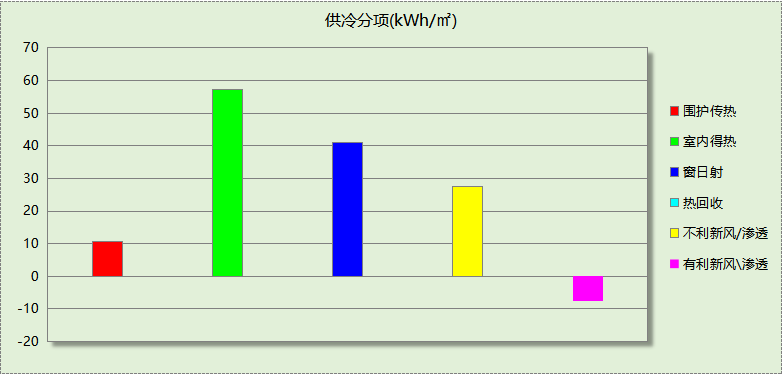 供冷分项(kWh/㎡)
70
60
50
40
30
20
10
0
-10
-20
围护传热
室内得热
窗日射
热回收
不利新风/渗透
有利新风\渗透